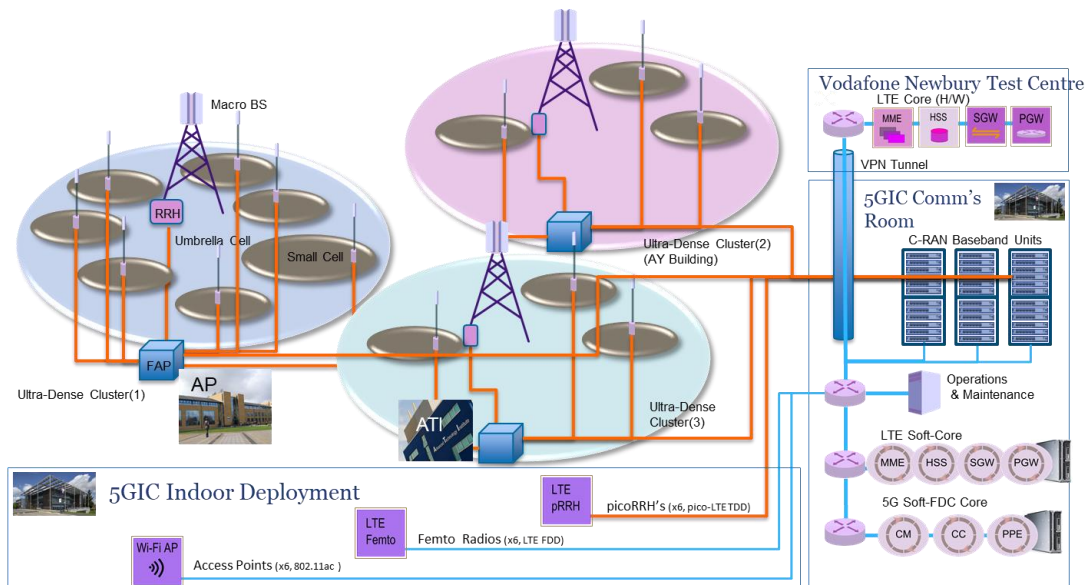 Macro BS
RRH
Umbrella Cell
Small Cell
FAP
Ultra-Dense Cluster(1)
AP
Ultra-Dense Cluster(2)
(AY Building)
ATI
Ultra-Dense
Cluster(3)
Vodafone Newbury Test Centre
LTE Core (H/W)
MME
HSS
SGW
PGW
VPN Tunnel
5GIC Comm's
Room
C-RAN Baseband Units
Operations
& Maintenance
LTE Soft-Core
MME
HSS
SGW
PGW
5G Soft-FDC Core
CM
CC
PPE
5GIC Indoor Deployment
LTE
pRRH
picoRRH's (x6, pico-LTE TDD)
LTE
Femto
Femto Radios (x6, LTE FDD)
Wi-Fi AP
Access Points (x6, 802.11ac )